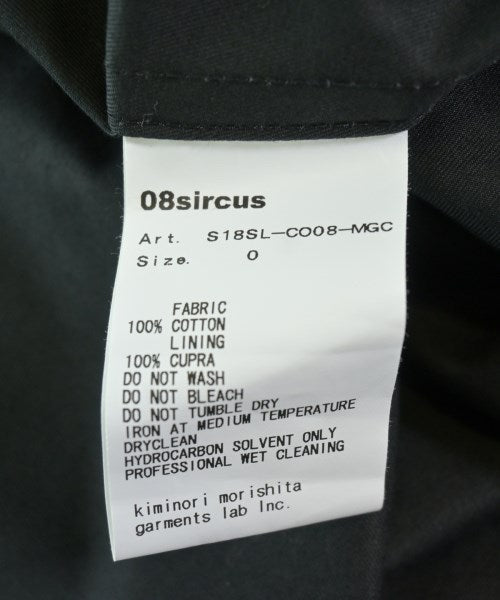 08sircus
Art. S18SL-CO08-MGC
Size. 0
FABRIC
100% COTTON
LINING
100% CUPRA
DO NOT WASH
DO NOT BLEACH
DO NOT TUMBLE DRY
IRON AT MEDIUM TEMPERATURE
DRYCLEAN
HYDROCARBON SOLVENT ONLY
PROFESSIONAL WET CLEANING
kiminori morishita
garments lab Inc.